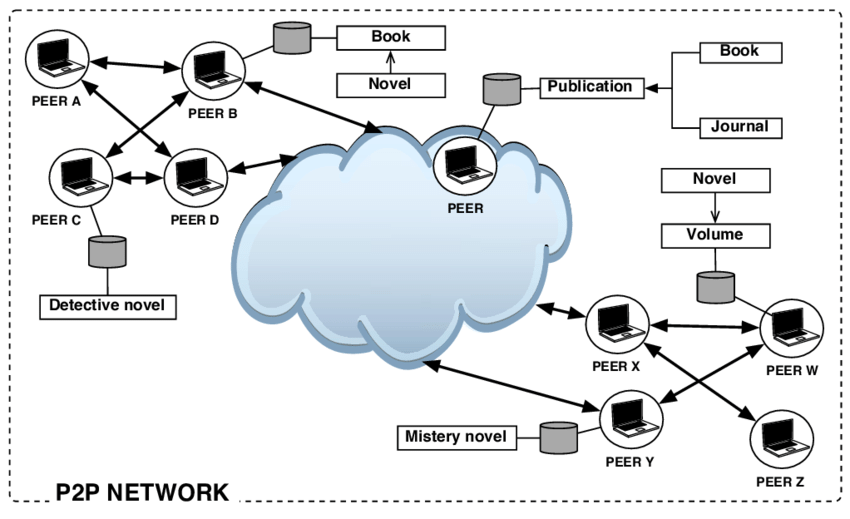 Book
Novel
PEER A
PEER B
Publication
Book
Journal
PEER C
PEER D
PEER
Novel
Volume
Detective novel
PEER X
PEER W
Mistery novel
PEER Y
PEER Z
P2P NETWORK